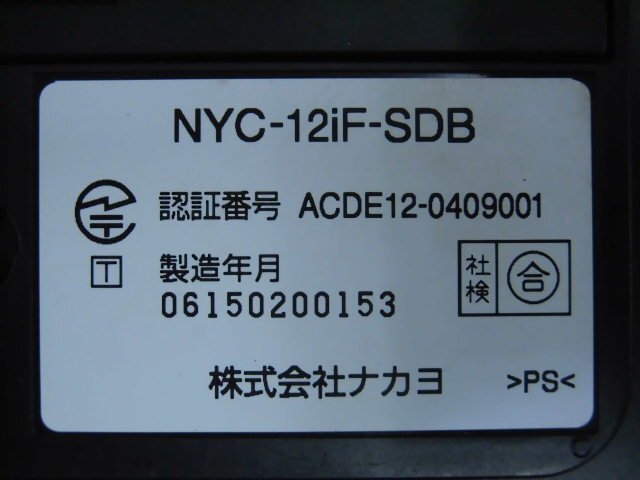 NYC-12iF-SDB
認証番号 ACDE12-0409001
T 製造年月
06150200153
社検 合
株式会社ナカヨ >PS<